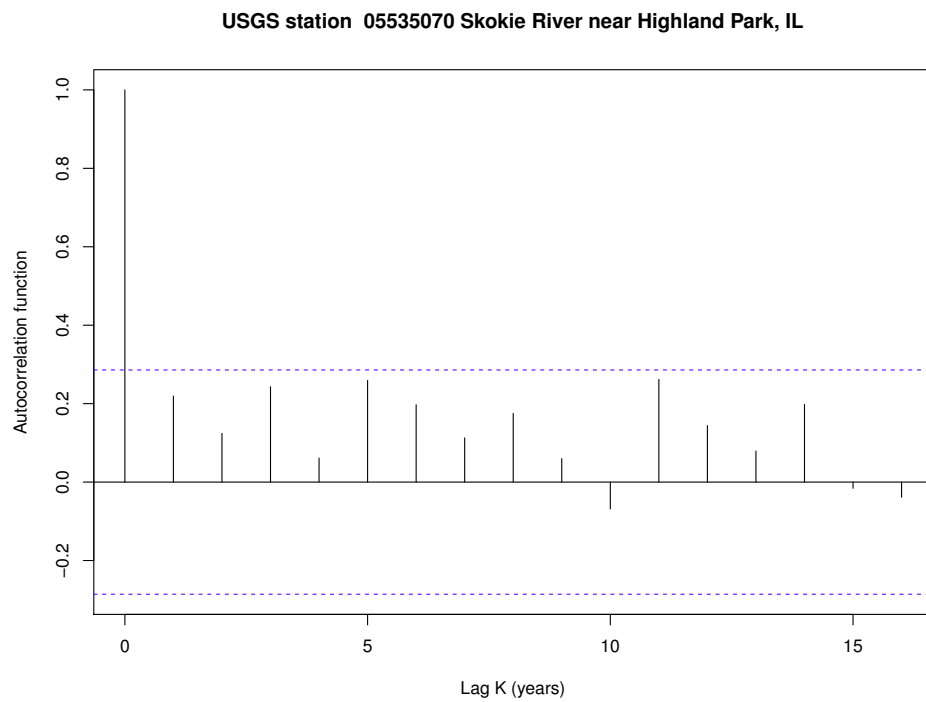 USGS station 05535070 Skokie River near Highland Park, IL
1.0
0.8
0.6
0.4
0.2
0.0
−0.2
Autocorrelation function
0 5 10 15
Lag K (years)